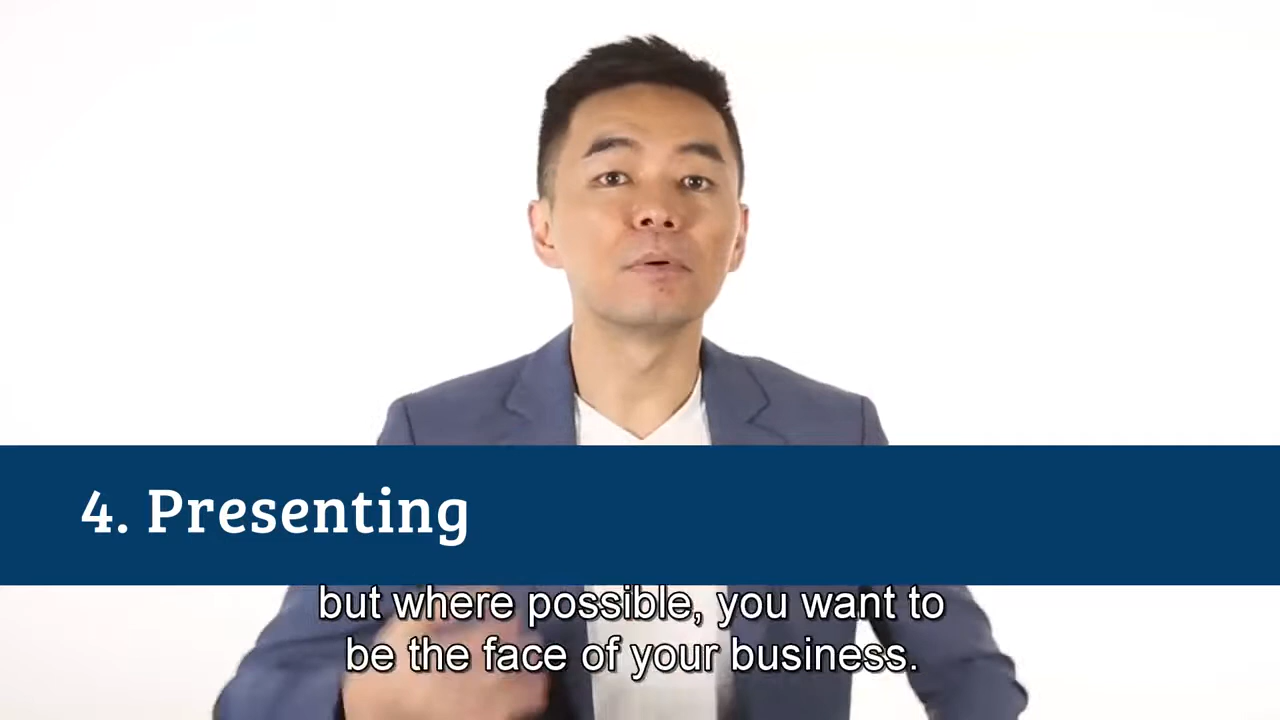 4. Presenting
but where possible, you want to
be the face of your business.